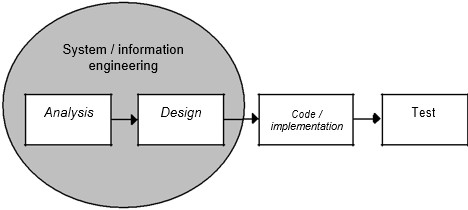 System / information
engineering
Analysis
Design
Code /
implementation
Test